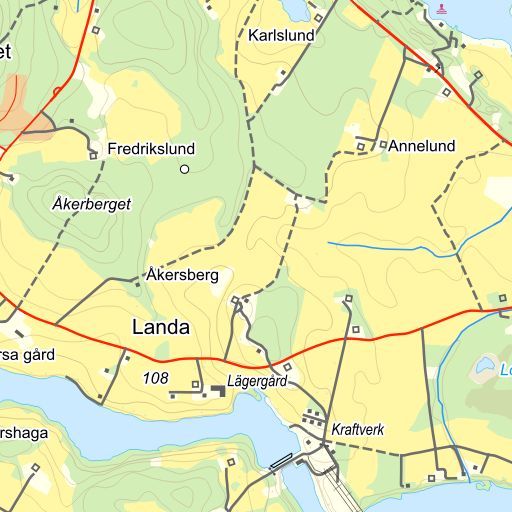 Karlslund
et
Fredrikslund
Annelund
Åkerberget
Åkersberg
Landa
rsa gård
108
Lägergård
Kraftverk
rshaga
Lo